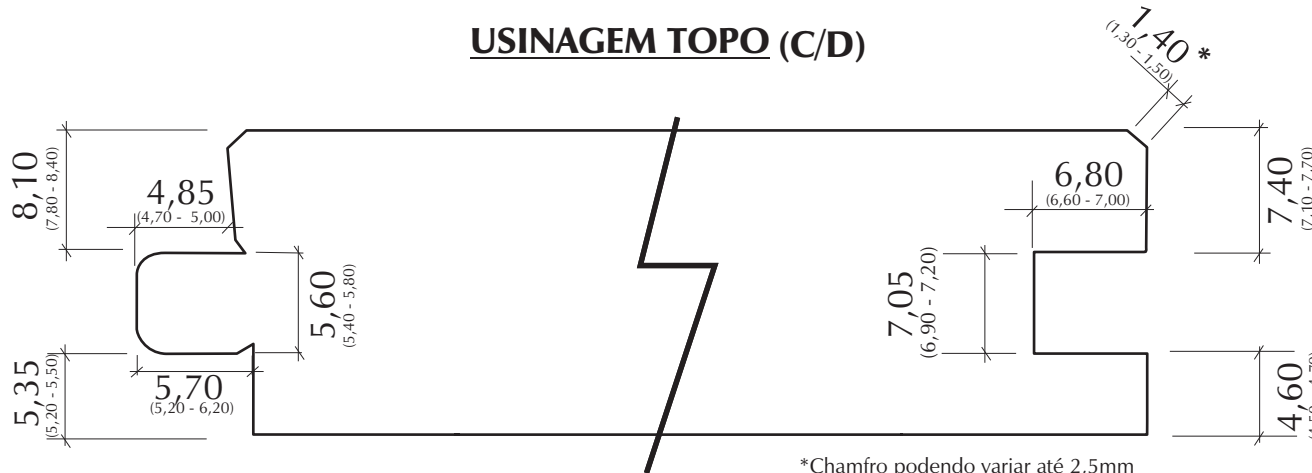 USINAGEM TOPO (C/D)
1,40 *
(1,30 - 1,50)
8,10
(7,80 - 8,40)
4,85
(4,70 - 5,00)
6,80
(6,60 - 7,00)
7,40
(7,10 - 7,70)
5,60
(5,40 - 5,80)
7,05
(6,90 - 7,20)
5,35
(5,20 - 5,50)
5,70
(5,20 - 6,20)
4,60
*Chamfro podendo variar até 2,5mm